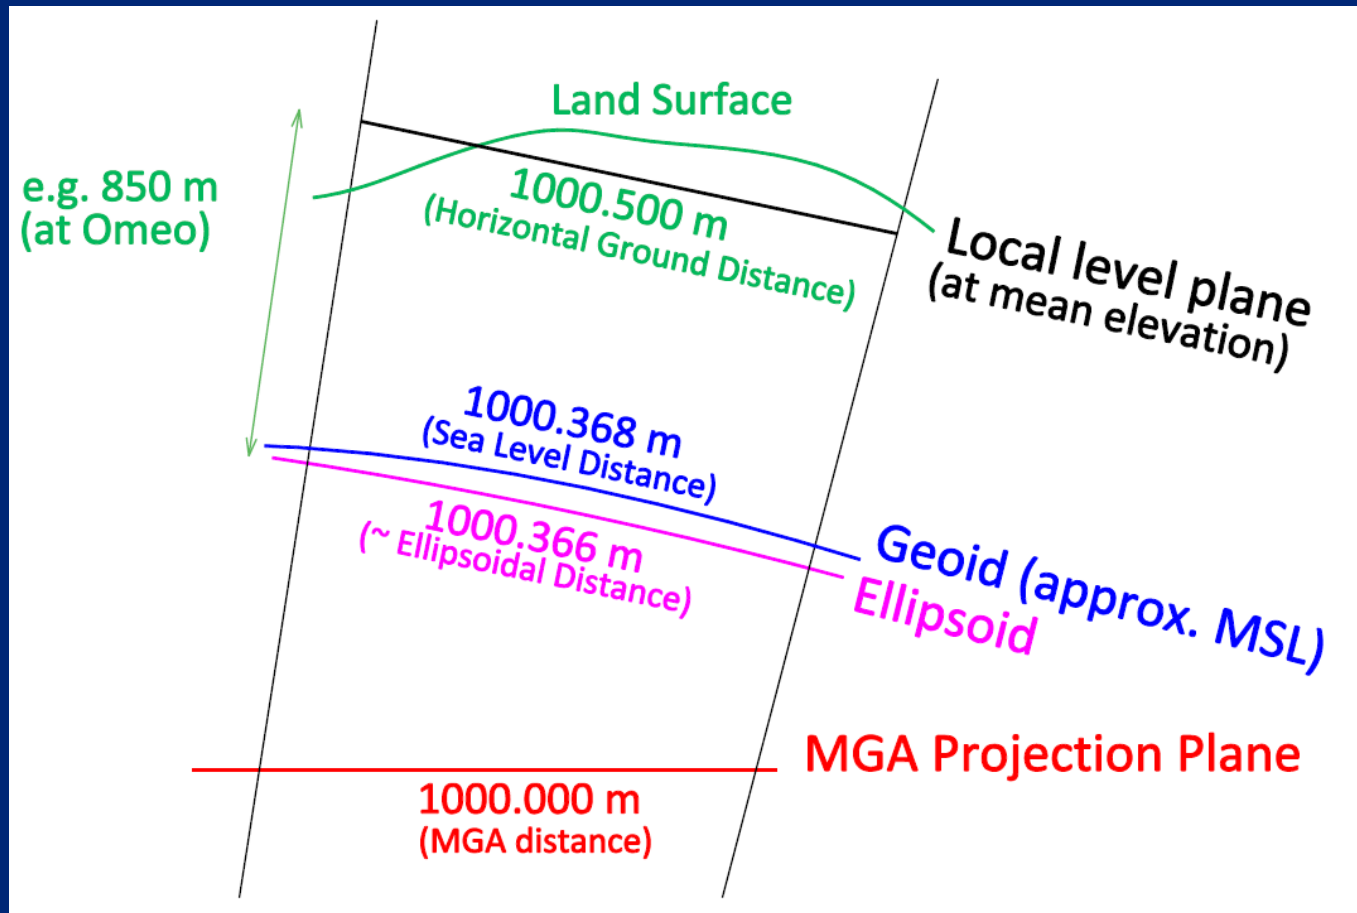 Land Surface
e.g. 850 m
(at Omeo)
1000.500 m
(Horizontal Ground Distance)
Local level plane
(at mean elevation)
1000.368 m
(Sea Level Distance)
1000.366 m
(~ Ellipsoidal Distance)
Geoid (approx. MSL)
Ellipsoid
MGA Projection Plane
1000.000 m
(MGA distance)